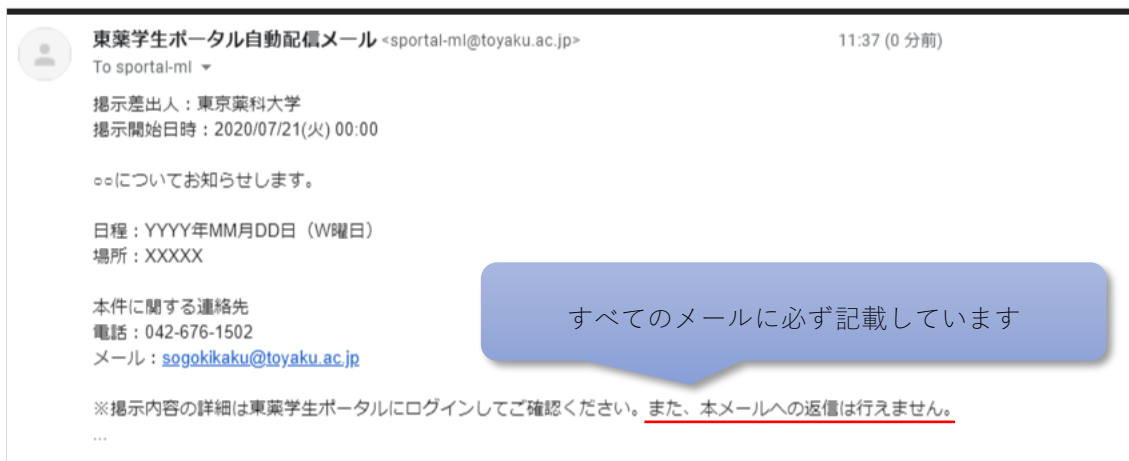 東薬学生ポータル自動配信メール <sportal-ml@toyaku.ac.jp> 11:37 (0 分前)
To sportal-ml
掲示差出人：東京薬科大学
掲示開始日時：2020/07/21(火) 00:00
○○についてお知らせします。
日程：YYYY年MM月DD日（W曜日）
場所：XXXXX
本件に関する連絡先
電話：042-676-1502
メール：sogokikaku@toyaku.ac.jp
すべてのメールに必ず記載しています
※掲示内容の詳細は東薬学生ポータルにログインしてご確認ください。また、本メールへの返信は行えません。
...